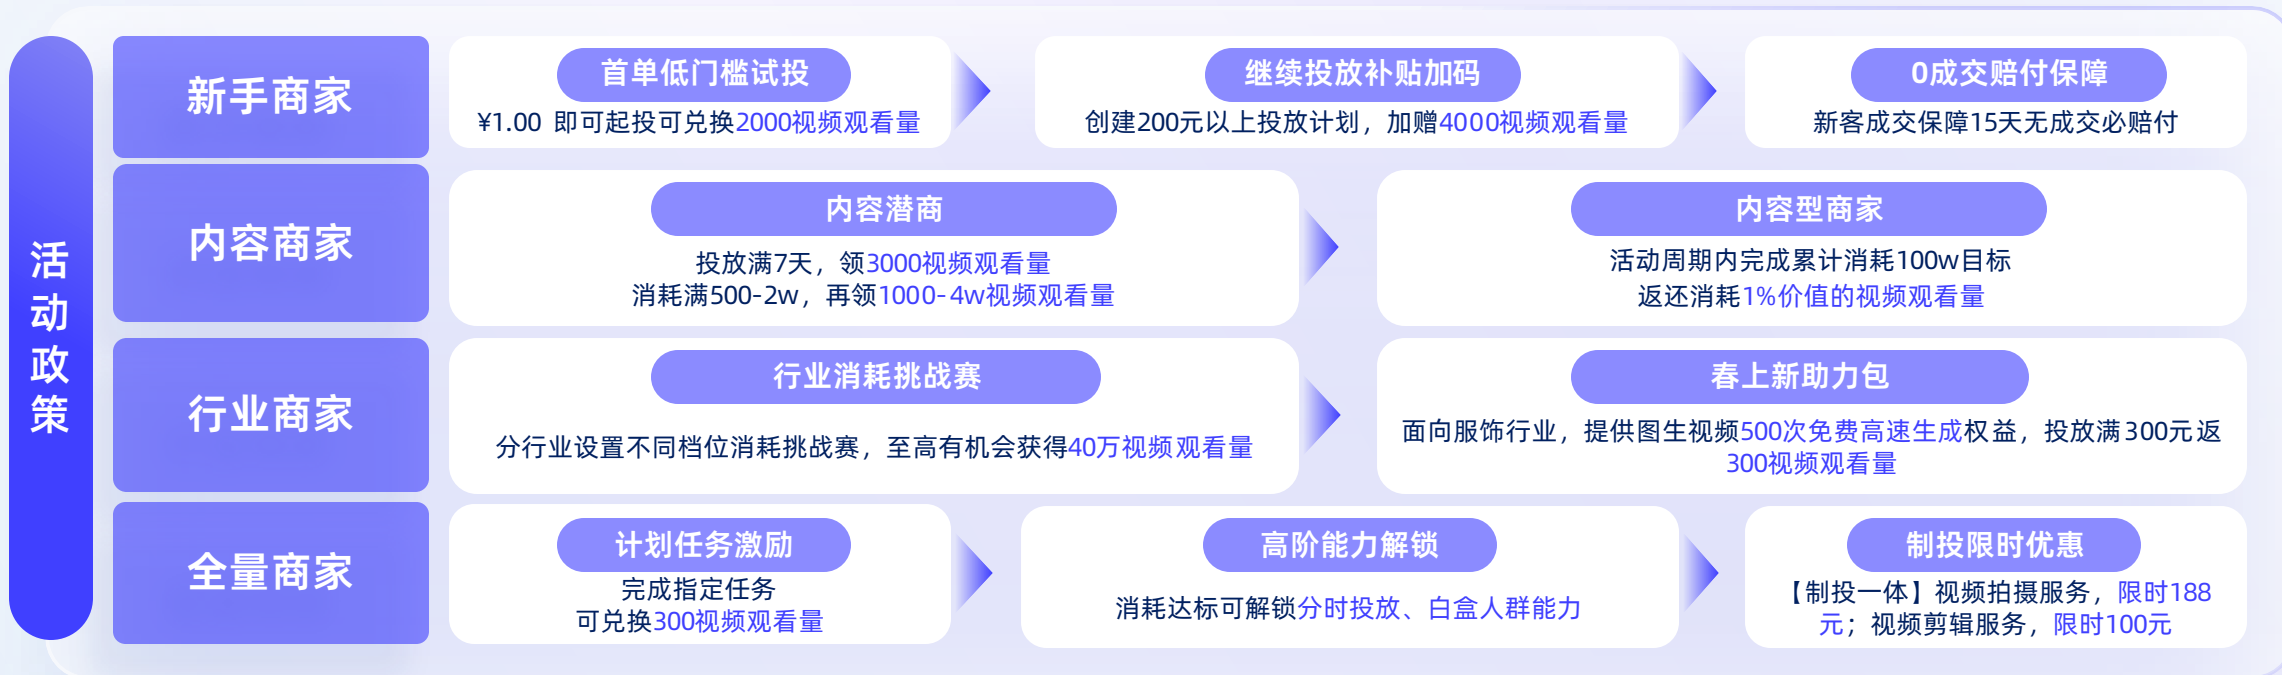 活动政策
新手商家
首单低门槛试投
¥1.00 即可起投可兑换2000视频观看量
继续投放补贴加码
创建200元以上投放计划，加赠4000视频观看量
0成交赔付保障
新客成交保障15天无成交必赔付
内容商家
内容潜商
投放满7天，领3000视频观看量
消耗满500-2w，再领1000-4w视频观看量
内容型商家
活动周期内完成累计消耗100w目标
返还消耗1%价值的视频观看量
行业商家
行业消耗挑战赛
分行业设置不同档位消耗挑战赛，至高有机会获得40万视频观看量
春上新助力包
面向服饰行业，提供图生视频500次免费高速生成权益，投放满300元返
300视频观看量
全量商家
计划任务激励
完成指定任务
可兑换300视频观看量
高阶能力解锁
消耗达标可解锁分时投放、白盒人群能力
制投限时优惠
【制投一体】视频拍摄服务，限时188
元；视频剪辑服务，限时100元